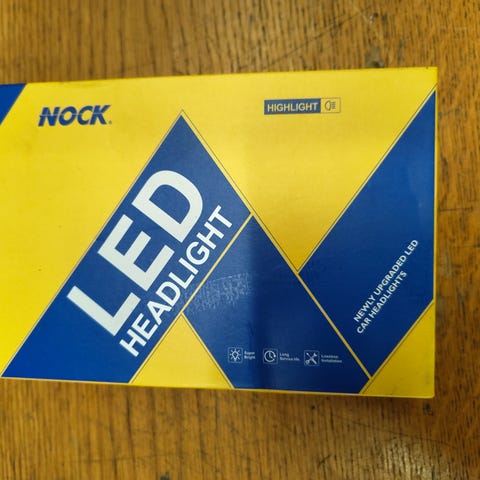 NOCK.
HIGHLIGHT
LED
HEADLIGHT
NEWLY UPGRADED LED
CAR HEADLIGHTS
Super
Bright
Long
Service life
Lossless
Installation